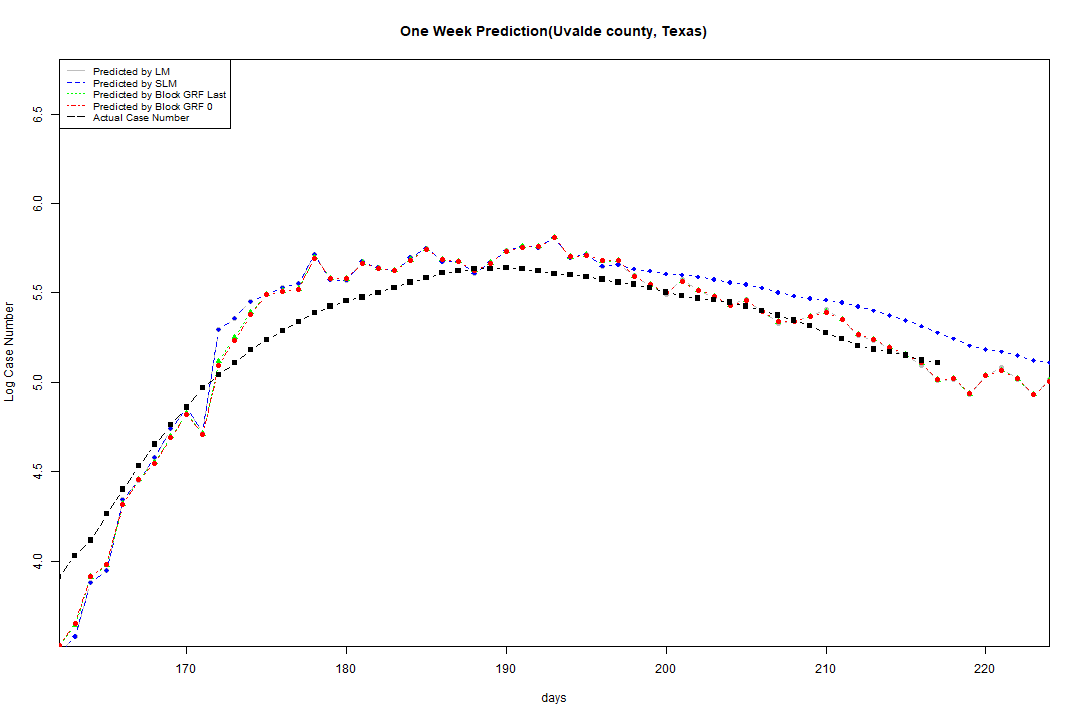 One Week Prediction(Uvalde county, Texas)
Predicted by LM
Predicted by SLM
Predicted by Block GRF Last
Predicted by Block GRF 0
Actual Case Number
6.5
6.0
5.5
5.0
4.5
4.0
Log Case Number
170 180 190 200 210 220
days